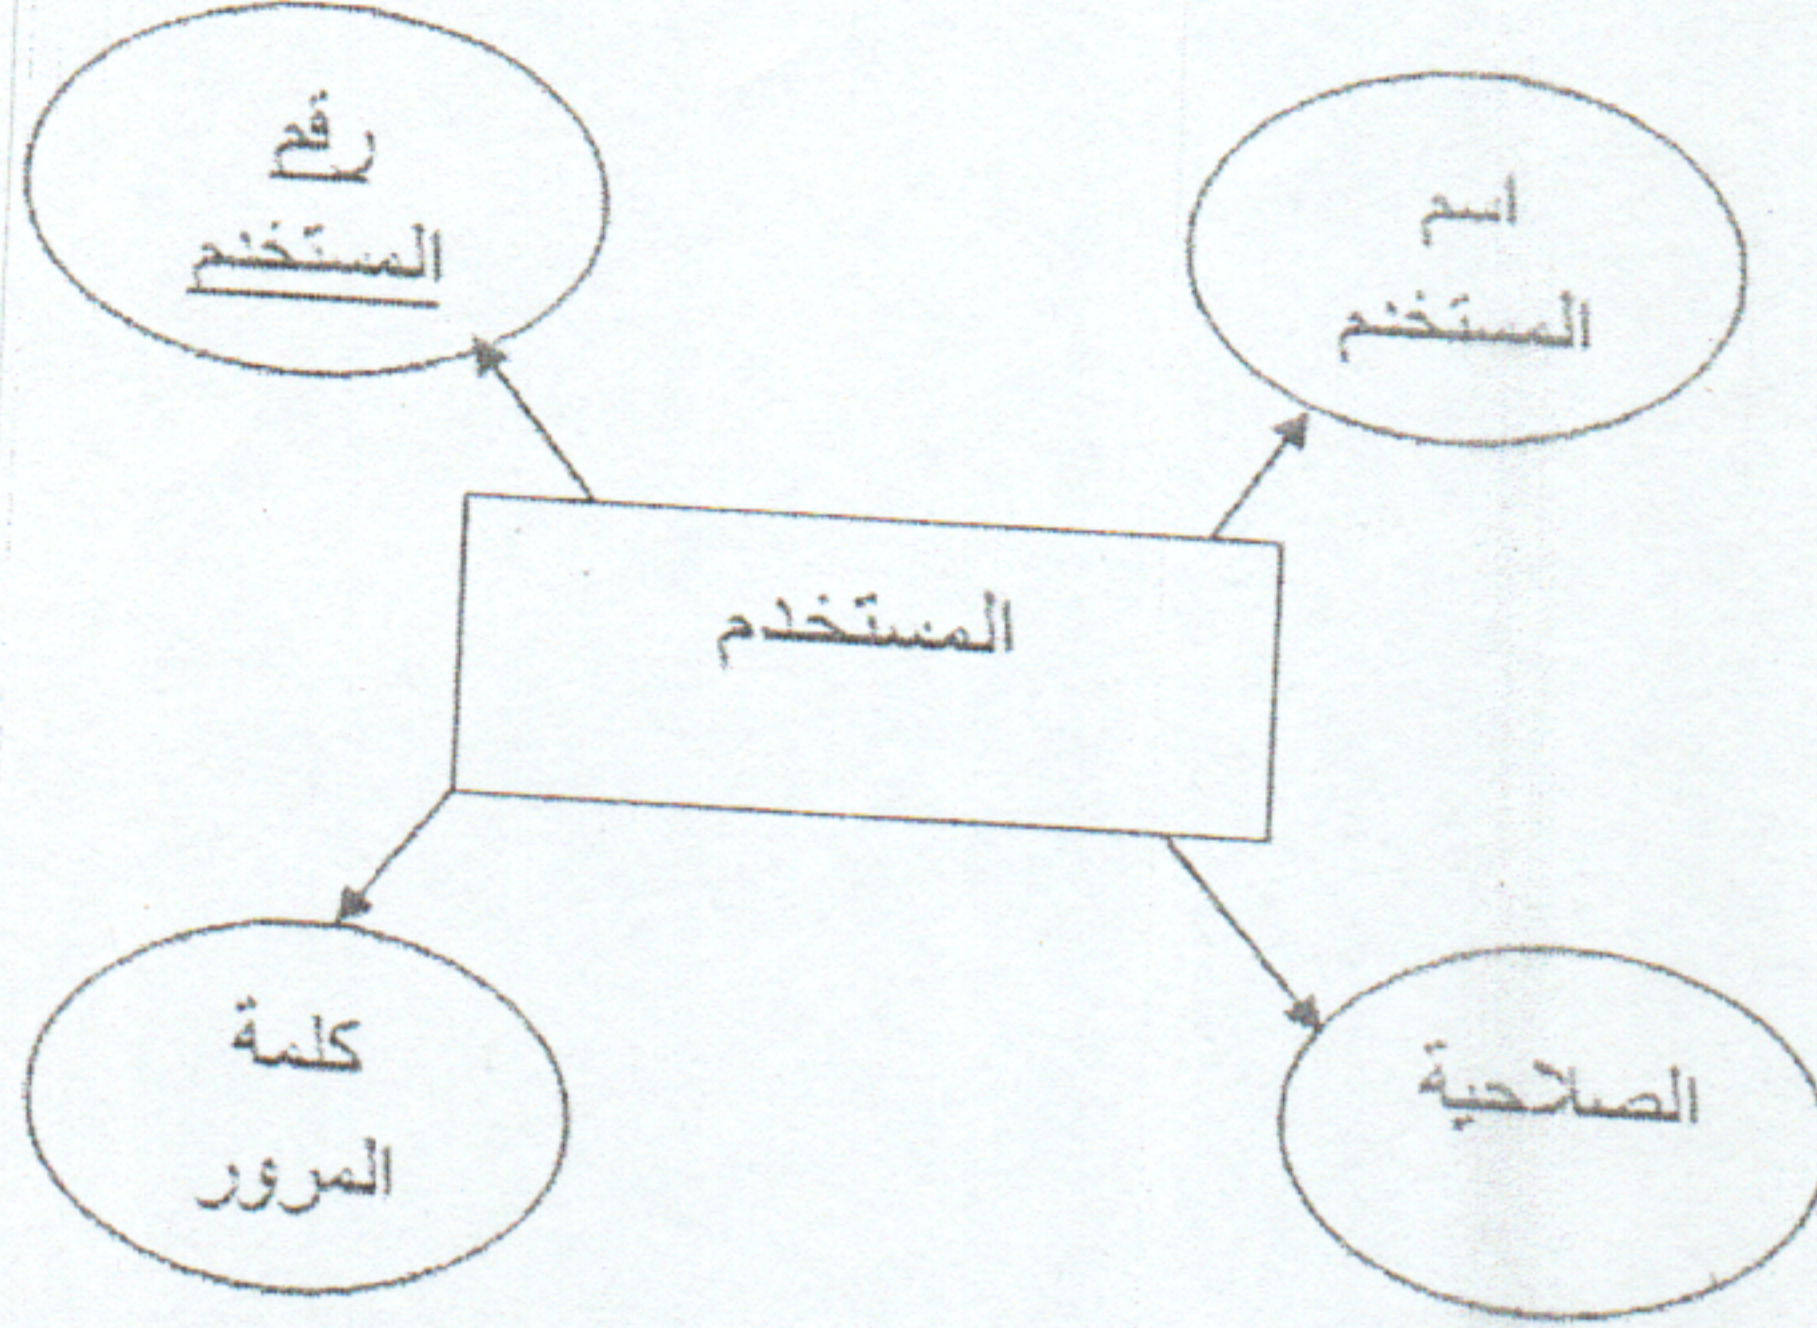 رقم
المستخدم
اسم
المستخدم
المستخدم
كلمة
المرور
الصلاحية